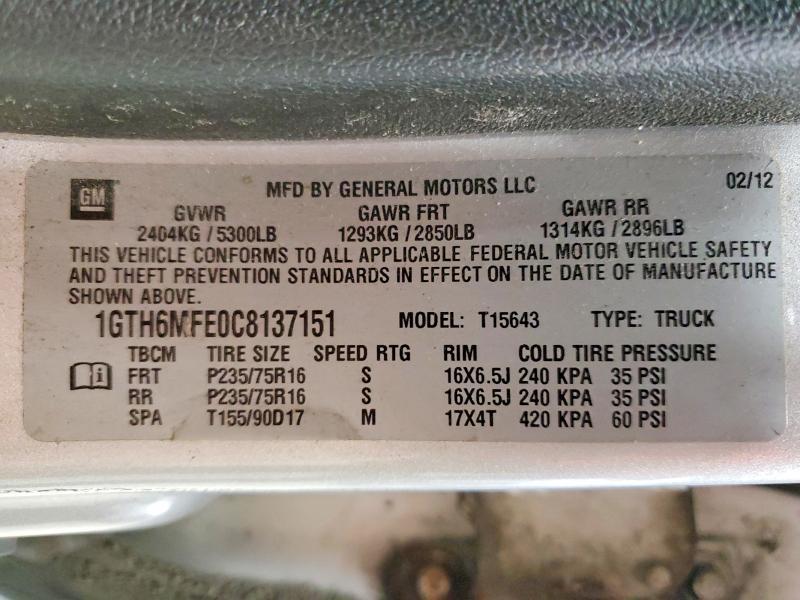 GM MFD BY GENERAL MOTORS LLC 02/12
GVWR GAWR FRT GAWR RR
2404KG / 5300LB 1293KG / 2850LB 1314KG / 2896LB
THIS VEHICLE CONFORMS TO ALL APPLICABLE FEDERAL MOTOR VEHICLE SAFETY
AND THEFT PREVENTION STANDARDS IN EFFECT ON THE DATE OF MANUFACTURE
SHOWN ABOVE.
1GTH6MFE0C8137151 MODEL: T15643 TYPE: TRUCK
TBCM TIRE SIZE SPEED RTG RIM COLD TIRE PRESSURE
FRT P235/75R16 S 16X6.5J 240 KPA 35 PSI
RR P235/75R16 S 16X6.5J 240 KPA 35 PSI
SPA T155/90D17 M 17X4T 420 KPA 60 PSI